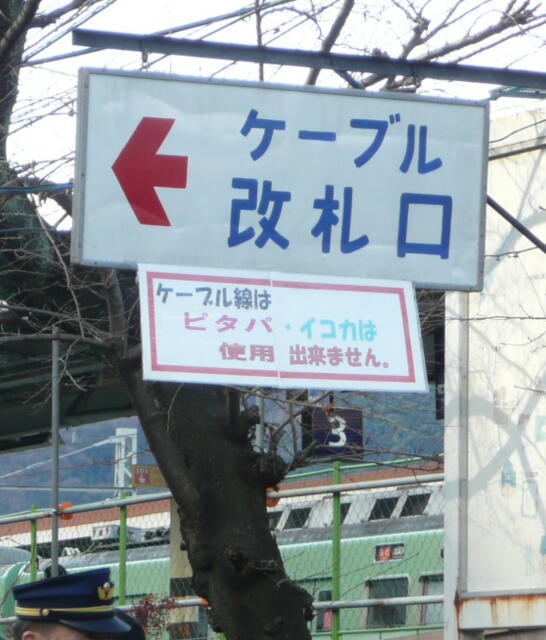 ケーブル
改札口
ケーブル線は
ピタパ・イコカは
使用 出来ません。
3